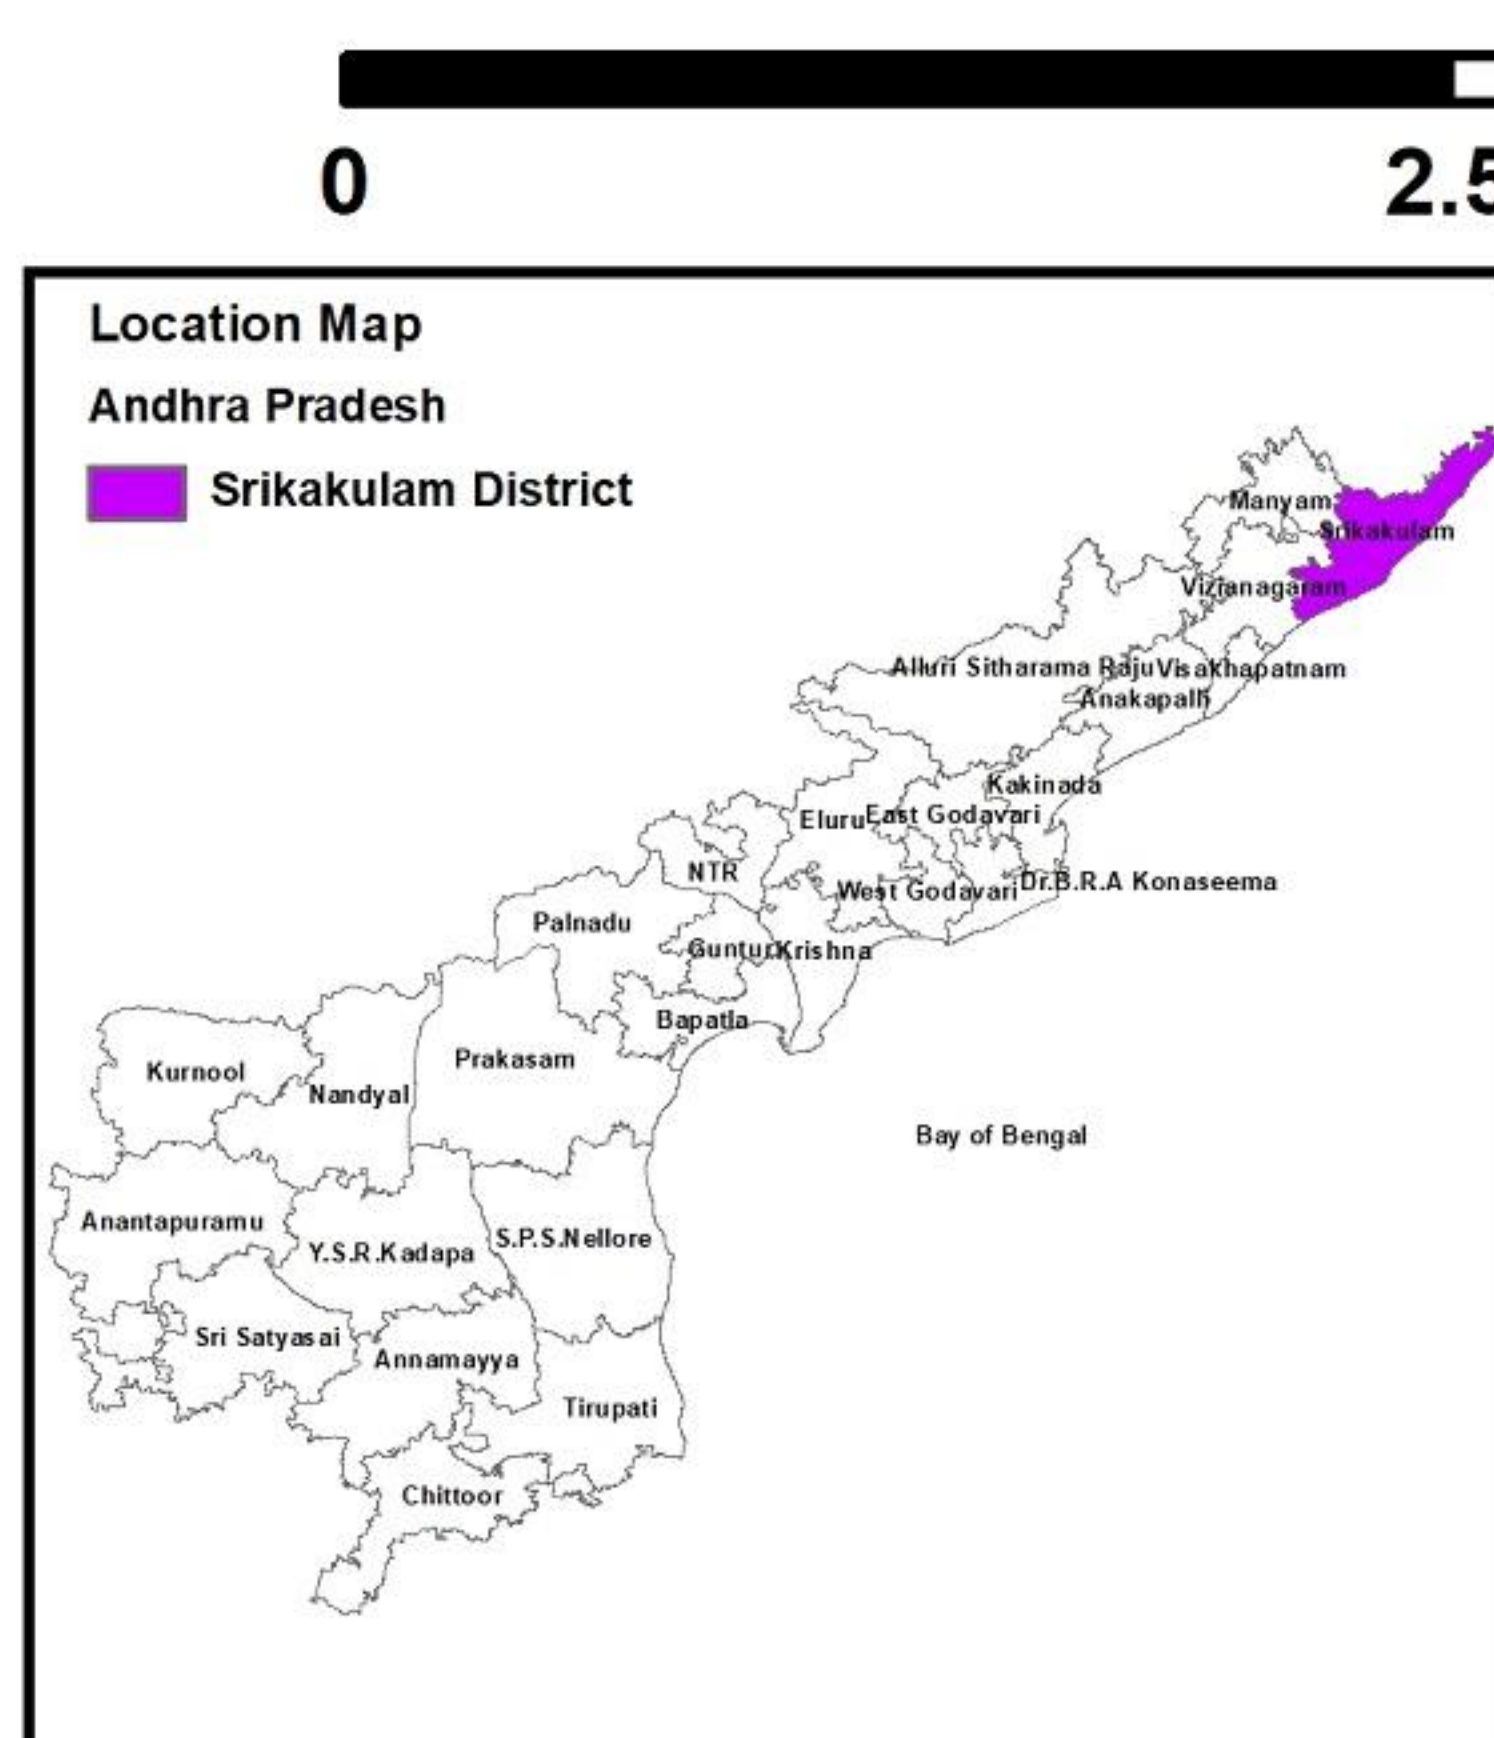 0 2.5
Location Map
Andhra Pradesh
Srikakulam District
Manyam
Srikakulam
Vizianagaram
Alluri Sitharama Raju
Visakhapatnam
Anakapalli
Kakinada
East Godavari
Eluru
NTR
Dr.B.R.A Konaseema
West Godavari
Palnadu
Guntur
Krishna
Bapatla
Prakasam
Kurnool
Nandyal
Bay of Bengal
Anantapuramu
S.P.S.Nellore
Y.S.R.Kadapa
Sri Satyasai
Annamayya
Tirupati
Chittoor